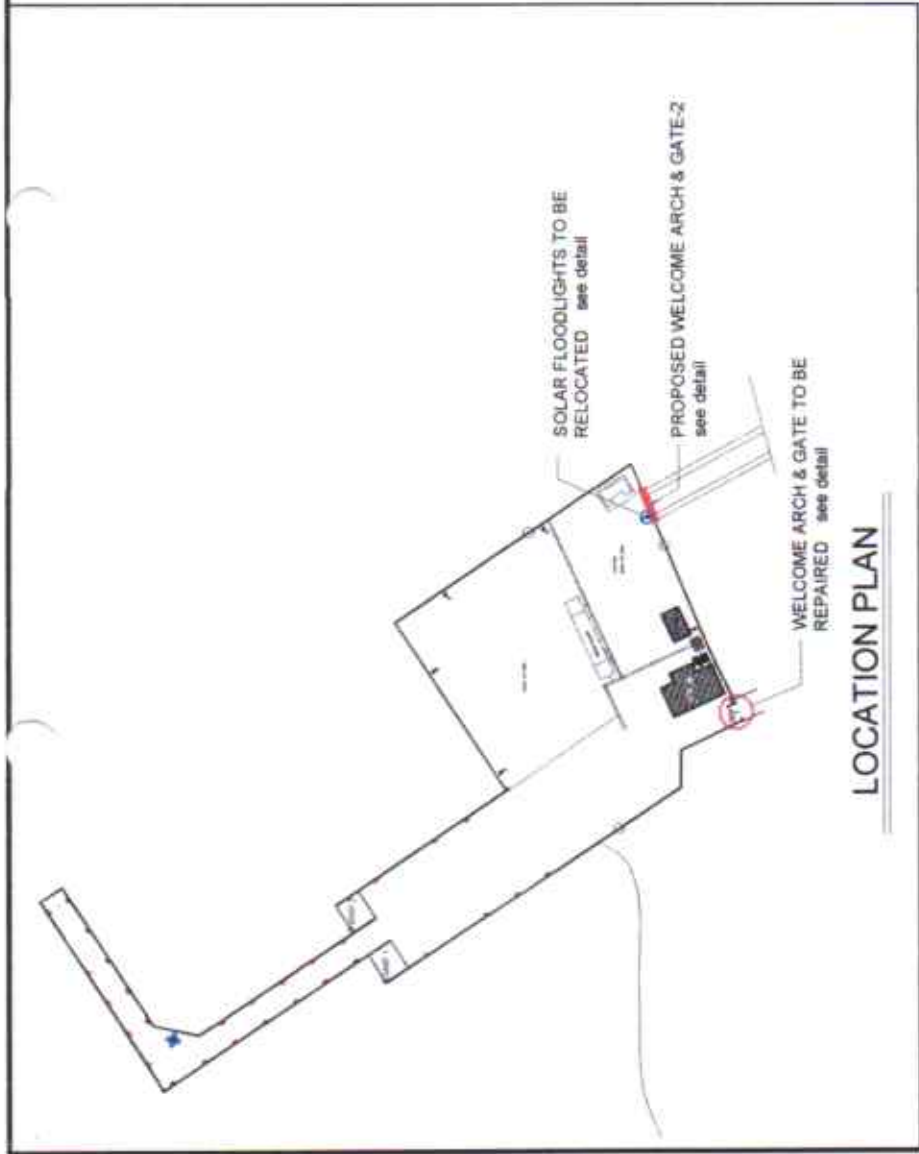 SOLAR FLOODLIGHTS TO BE
RELOCATED see detail
PROPOSED WELCOME ARCH & GATE-2
see detail
WELCOME ARCH & GATE TO BE
REPAIRED see detail
LOCATION PLAN